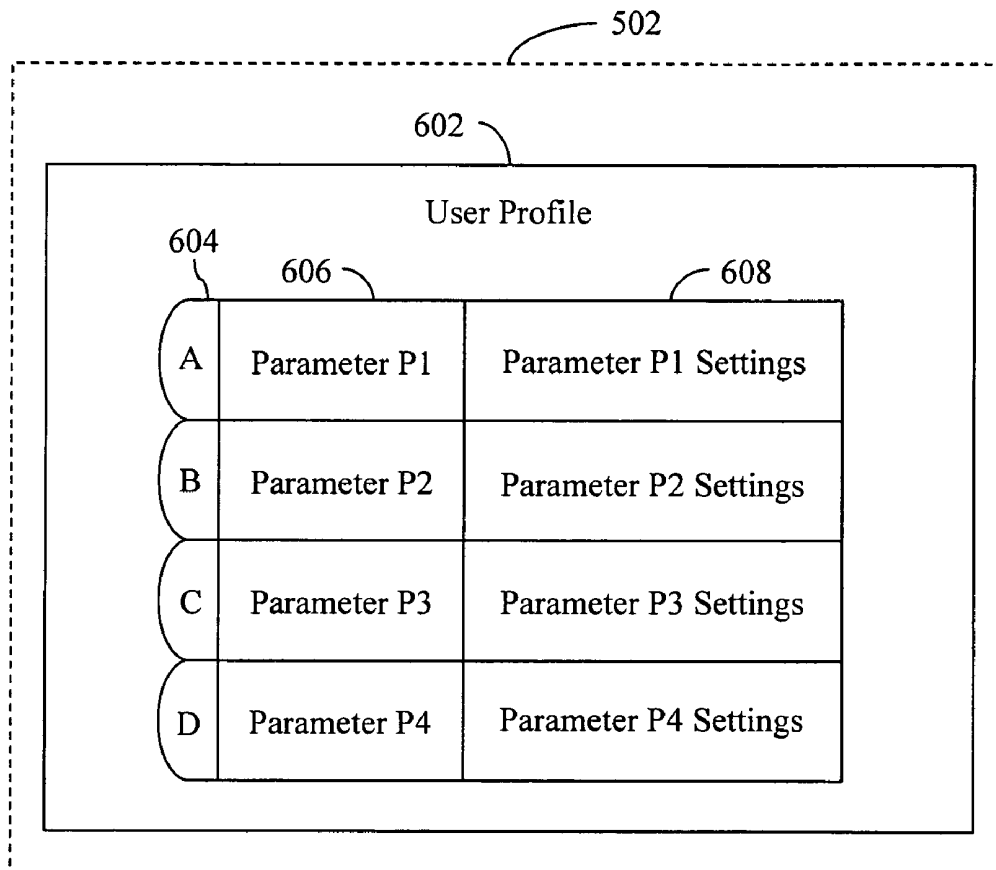 502
602
User Profile
604
606
608
A Parameter P1 Parameter P1 Settings
B Parameter P2 Parameter P2 Settings
C Parameter P3 Parameter P3 Settings
D Parameter P4 Parameter P4 Settings